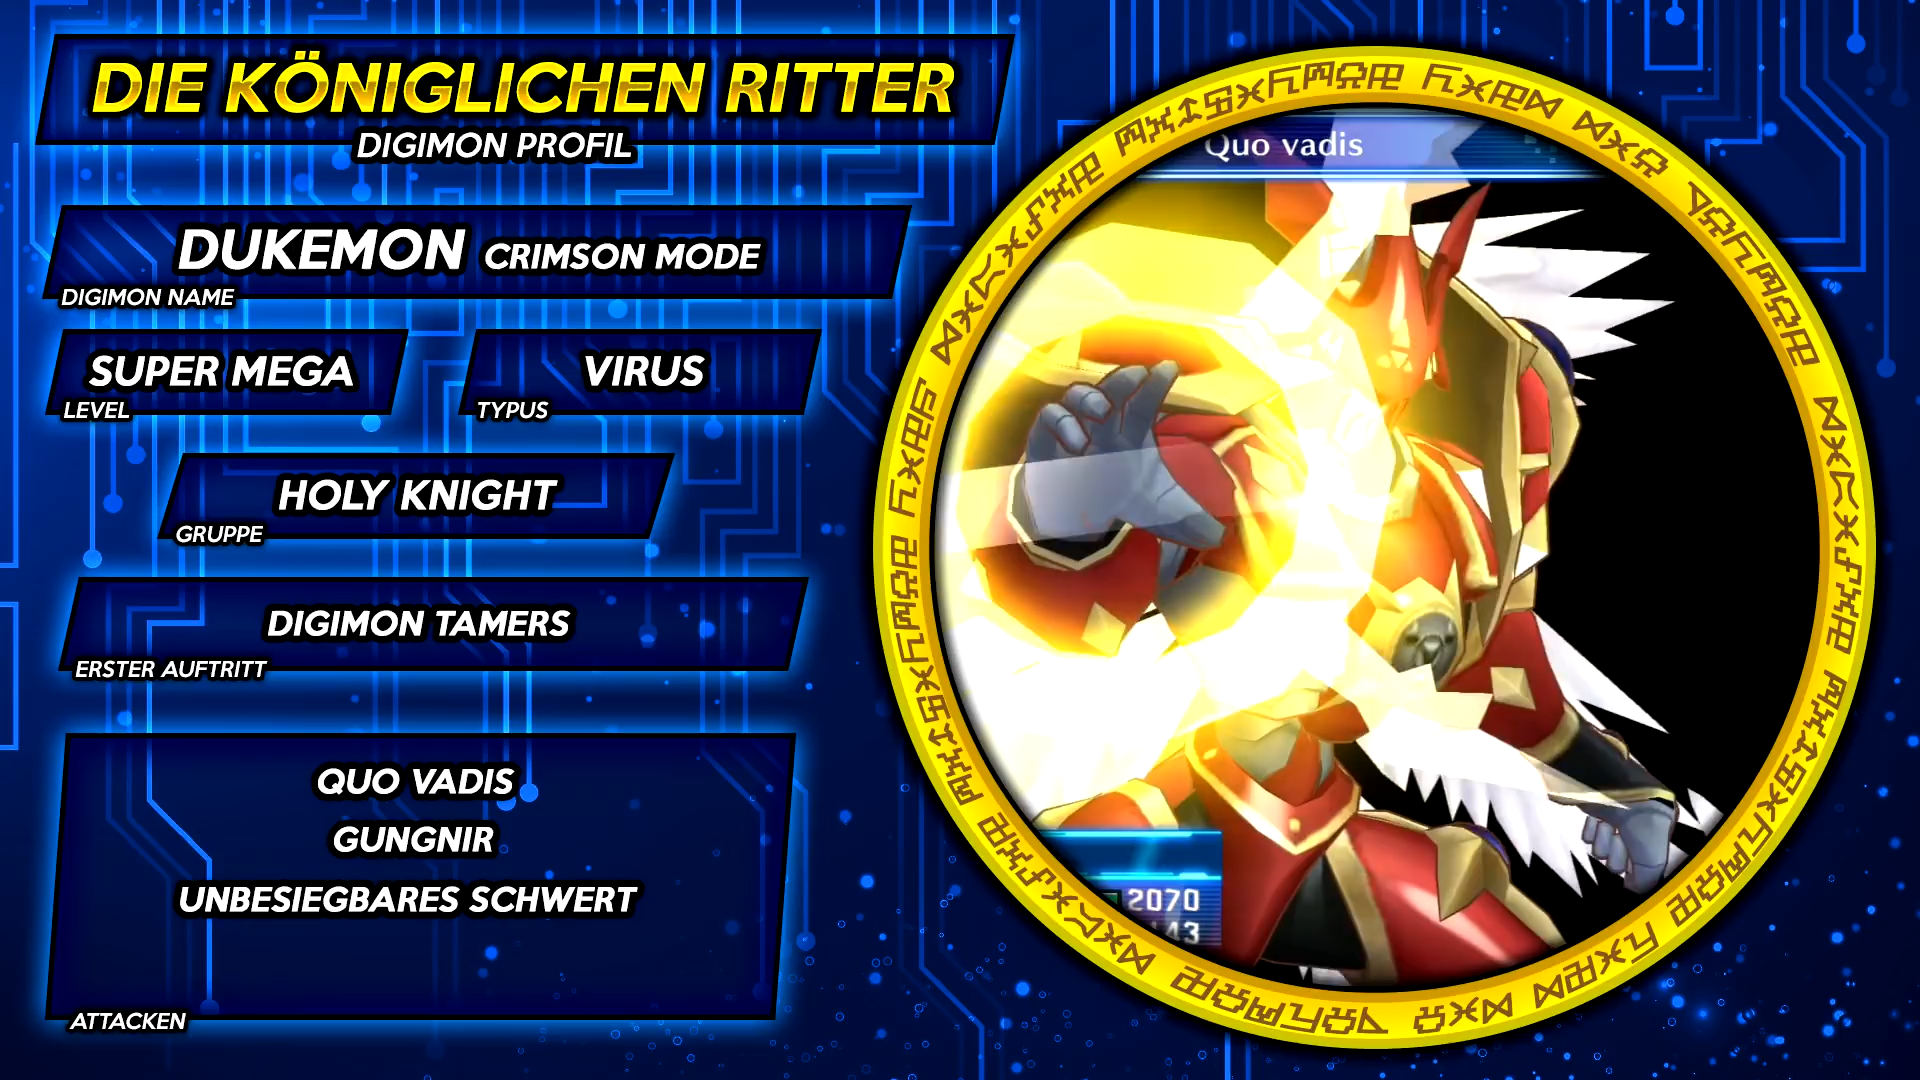 DIE KÖNIGLICHEN RITTER
DIGIMON PROFIL
DUKEMON CRIMSON MODE
DIGIMON NAME
SUPER MEGA
LEVEL
VIRUS
TYPUS
HOLY KNIGHT
GRUPPE
DIGIMON TAMERS
ERSTER AUFTRITT
QUO VADIS
GUNGNIR
UNBESIEGBARES SCHWERT
ATTACKEN
Quo vadis
2070
143